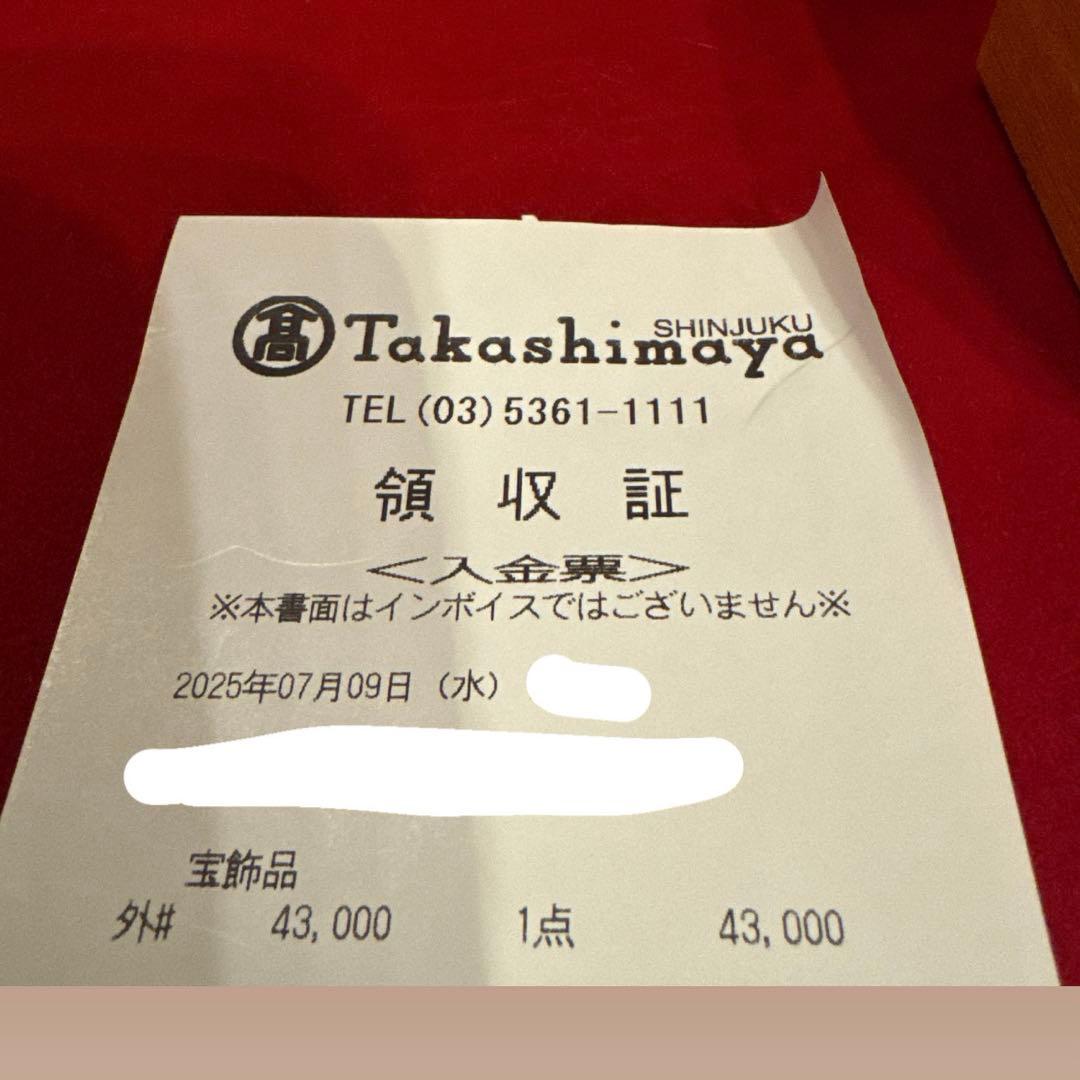 髙 Takashimaya SHINJUKU
TEL(03)5361-1111
領収証
<入金票>
※本書面はインボイスではございません※
2025年07月09日(水)
宝飾品
外# 43,000 1点 43,000